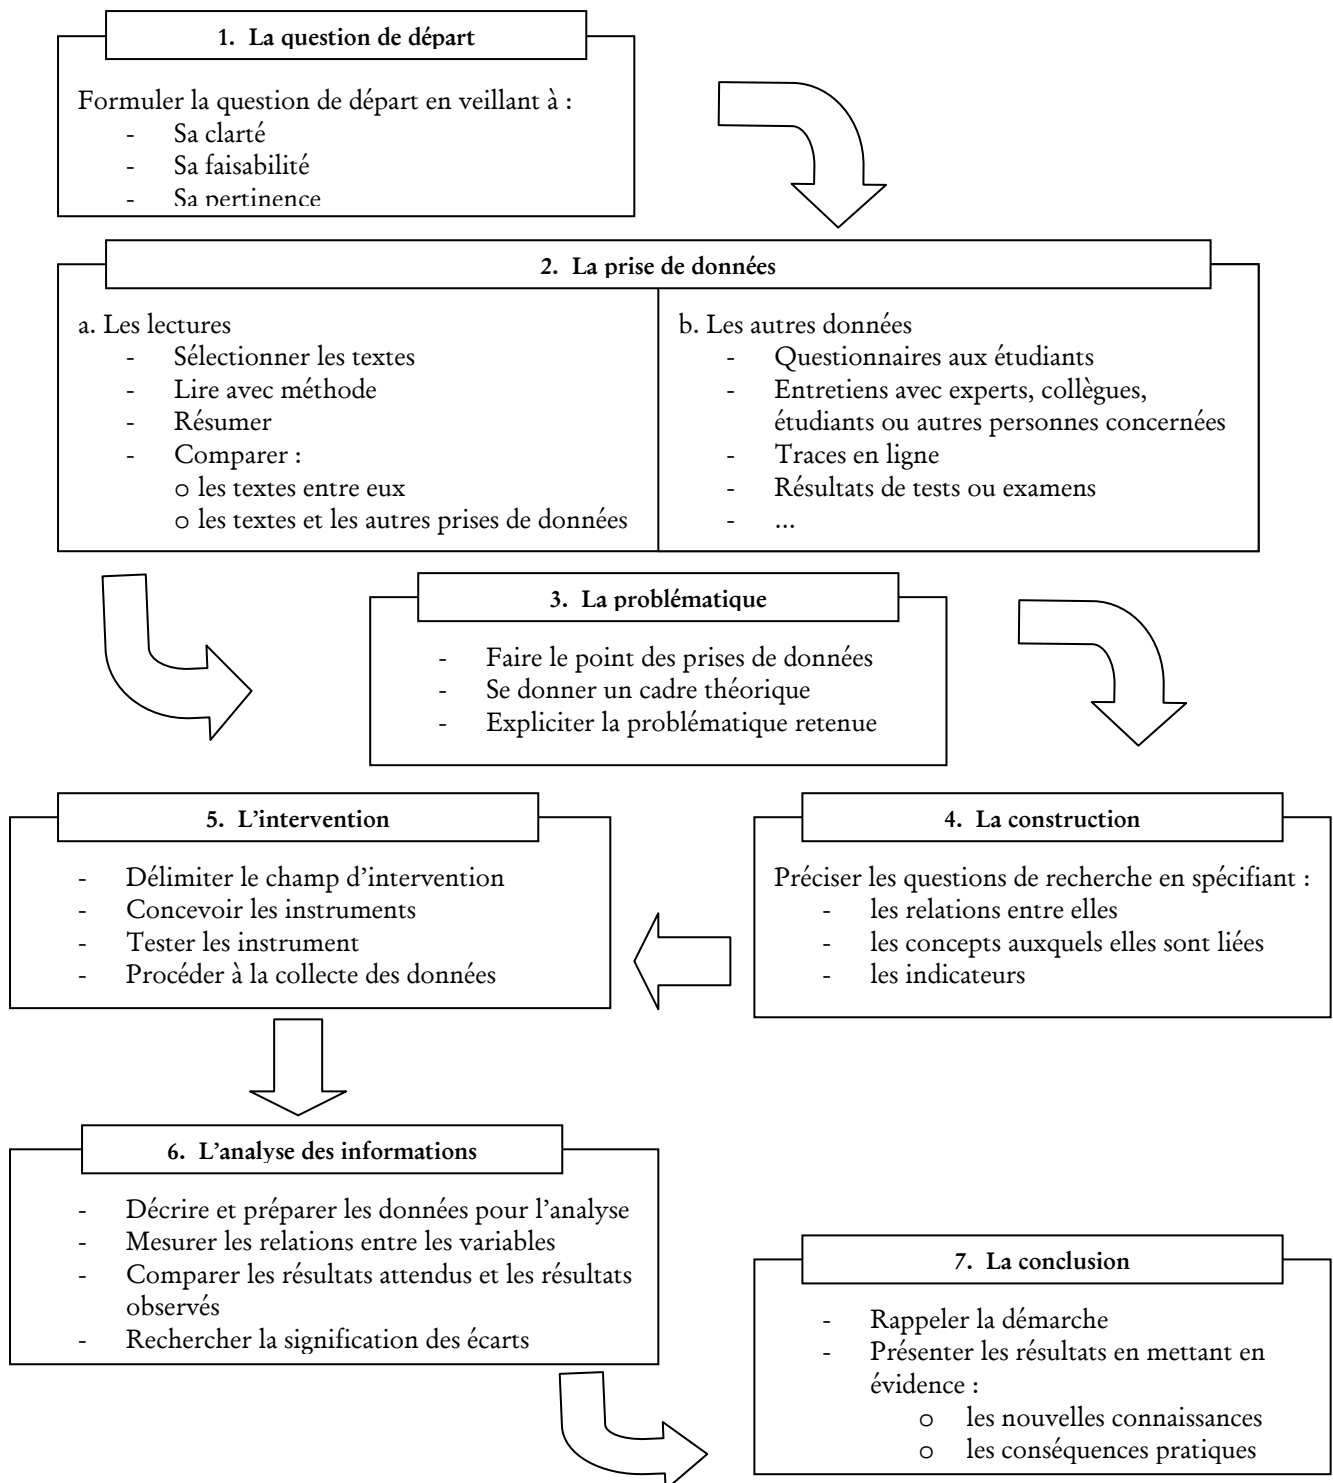 1. La question de départ
Formuler la question de départ en veillant à :
- Sa clarté
- Sa faisabilité
- Sa pertinence
2. La prise de données
a. Les lectures
- Sélectionner les textes
- Lire avec méthode
- Résumer
- Comparer :
o les textes entre eux
o les textes et les autres prises de données
b. Les autres données
- Questionnaires aux étudiants
- Entretiens avec experts, collègues,
étudiants ou autres personnes concernées
- Traces en ligne
- Résultats de tests ou examens
- ...
3. La problématique
- Faire le point des prises de données
- Se donner un cadre théorique
- Expliciter la problématique retenue
4. La construction
Préciser les questions de recherche en spécifiant :
- les relations entre elles
- les concepts auxquels elles sont liées
- les indicateurs
5. L’intervention
- Délimiter le champ d’intervention
- Concevoir les instruments
- Tester les instrument
- Procéder à la collecte des données
6. L’analyse des informations
- Décrire et préparer les données pour l’analyse
- Mesurer les relations entre les variables
- Comparer les résultats attendus et les résultats
observés
- Rechercher la signification des écarts
7. La conclusion
- Rappeler la démarche
- Présenter les résultats en mettant en
évidence :
o les nouvelles connaissances
o les conséquences pratiques